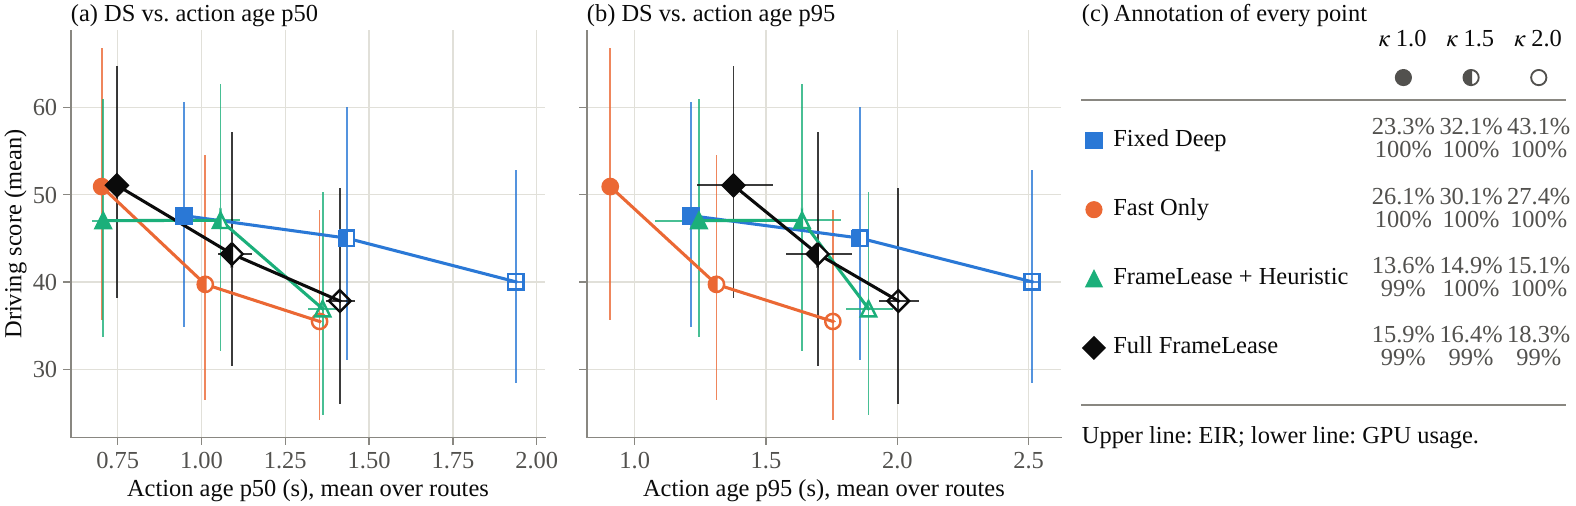 (a) DS vs. action age p50
Driving score (mean)
60
50
40
30
0.75 1.00 1.25 1.50 1.75 2.00
Action age p50 (s), mean over routes
(b) DS vs. action age p95
1.0 1.5 2.0 2.5
Action age p95 (s), mean over routes
(c) Annotation of every point
κ 1.0 κ 1.5 κ 2.0
Fixed Deep
23.3% 32.1% 43.1%
100% 100% 100%
Fast Only
26.1% 30.1% 27.4%
100% 100% 100%
FrameLease + Heuristic
13.6% 14.9% 15.1%
99% 100% 100%
Full FrameLease
15.9% 16.4% 18.3%
99% 99% 99%
Upper line: EIR; lower line: GPU usage.